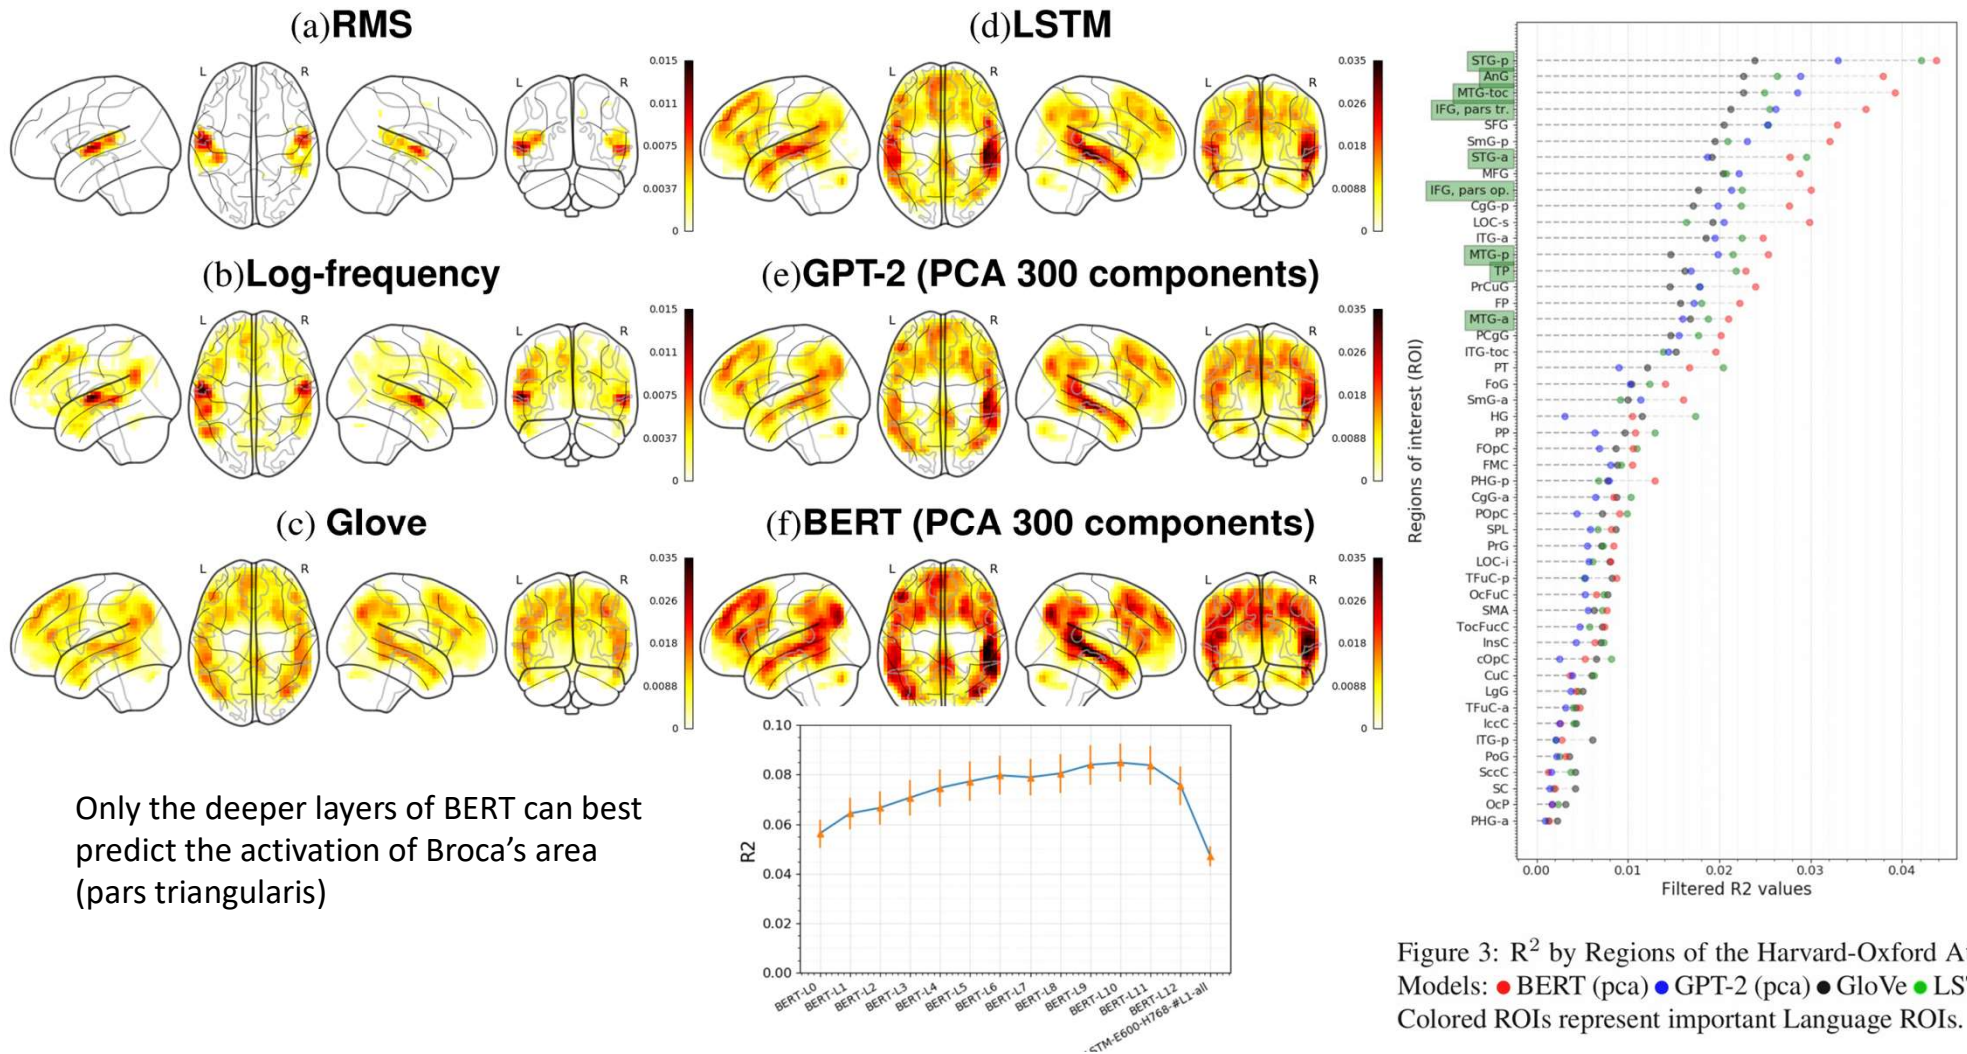 (a)RMS
L
R
0.015
0.011
0.0075
0.0037
0
(b)Log-frequency
L
R
0.015
0.011
0.0075
0.0037
0
(c) Glove
L
R
0.035
0.026
0.018
0.0088
0
(d)LSTM
L
R
0.035
0.026
0.018
0.0088
0
(e)GPT-2 (PCA 300 components)
L
R
0.035
0.026
0.018
0.0088
0
(f)BERT (PCA 300 components)
L
R
0.035
0.026
0.018
0.0088
0
Only the deeper layers of BERT can best
predict the activation of Broca’s area
(pars triangularis)
R2
0.10
0.08
0.06
0.04
0.02
0.00
BERT-L0
BERT-L1
BERT-L2
BERT-L3
BERT-L4
BERT-L5
BERT-L6
BERT-L7
BERT-L8
BERT-L9
BERT-L10
BERT-L11
BERT-L12
STM-E600-H768-#L1-all
Regions of interest (ROI)
STG-p
AnG
MTG-toc
IFG, pars tr.
SFG
SmG-p
STG-a
MFG
IFG, pars op.
CgG-p
LOC-s
ITG-a
MTG-p
TP
PrCuG
FP
MTG-a
PCgG
ITG-toc
PT
FoG
SmG-a
HG
PP
FOpC
FMC
PHG-p
CgG-a
POpC
SPL
PrG
LOC-i
TFuC-p
OcFuC
SMA
TocFucC
InsC
cOpC
CuC
LgG
TFuC-a
IccC
ITG-p
PoG
SccC
SC
OcP
PHG-a
0.00
0.01
0.02
0.03
0.04
Filtered R2 values
Figure 3: R² by Regions of the Harvard-Oxford A
Models: ● BERT (pca) ● GPT-2 (pca) ● GloVe ● LS
Colored ROIs represent important Language ROIs.